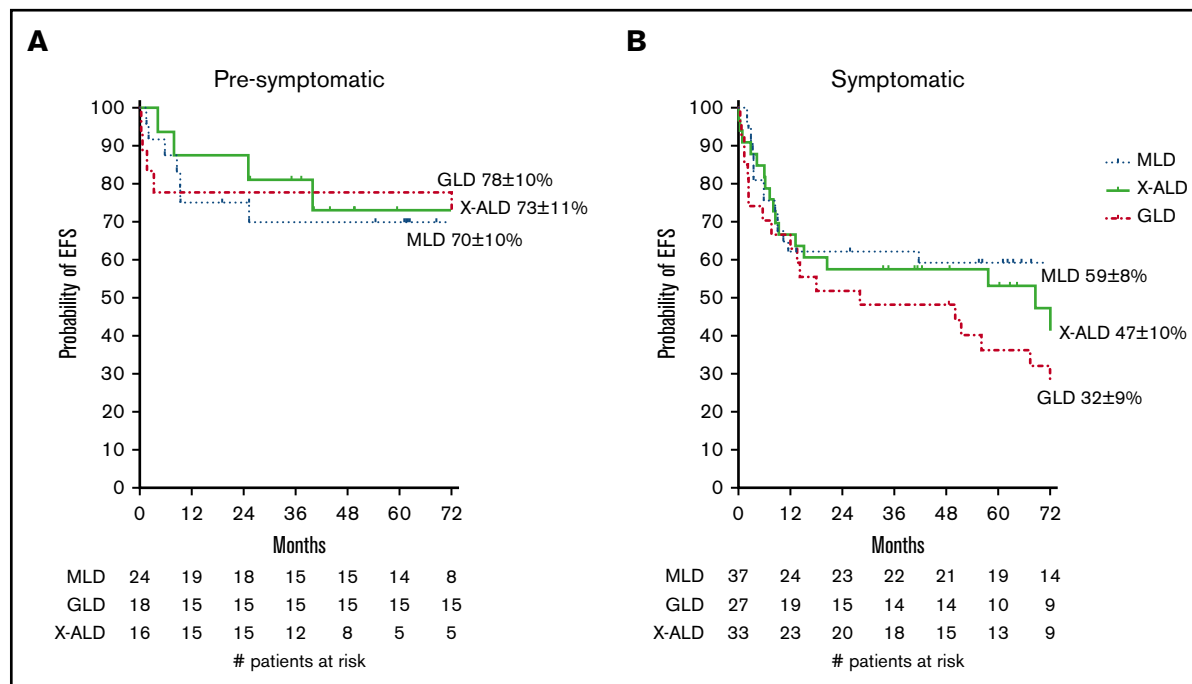 A
Pre-symptomatic
Probability of EFS
100
90
80
70
60
50
40
30
20
10
0
GLD 78±10%
X-ALD 73±11%
MLD 70±10%
0 12 24 36 48 60 72
Months
MLD 24 19 18 15 15 14 8
GLD 18 15 15 15 15 15 15
X-ALD 16 15 15 12 8 5 5
# patients at risk
B
Symptomatic
Probability of EFS
100
90
80
70
60
50
40
30
20
10
0
MLD
X-ALD
GLD
MLD 59±8%
X-ALD 47±10%
GLD 32±9%
0 12 24 36 48 60 72
Months
MLD 37 24 23 22 21 19 14
GLD 27 19 15 14 14 10 9
X-ALD 33 23 20 18 15 13 9
# patients at risk